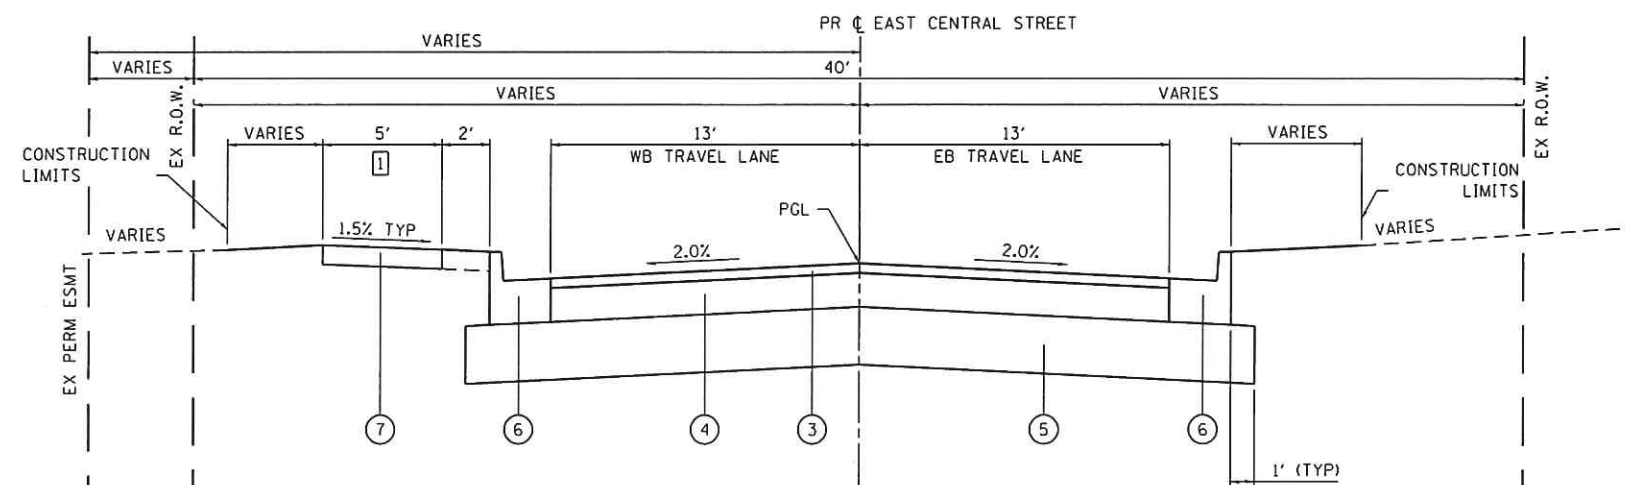 PR ℄ EAST CENTRAL STREET
VARIES
VARIES
40'
VARIES
VARIES
EX R.O.W.
EX R.O.W.
VARIES
5'
2'
13'
13'
VARIES
1
WB TRAVEL LANE
EB TRAVEL LANE
CONSTRUCTION
LIMITS
CONSTRUCTION
LIMITS
PGL
VARIES
1.5% TYP
2.0%
2.0%
VARIES
EX PERM ESMT
7
6
4
3
5
6
1' (TYP)